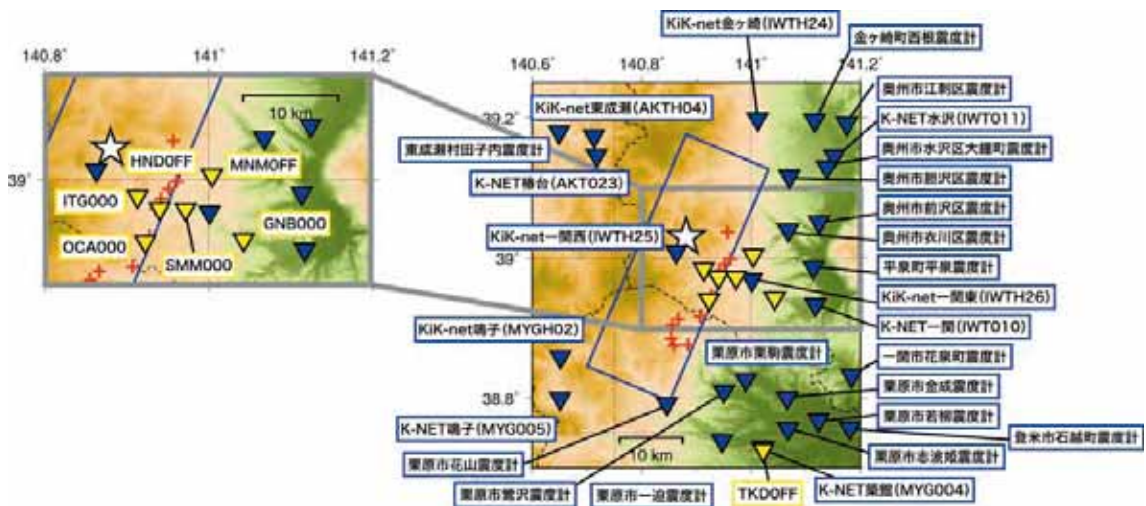 140.8°
141°
141.2°
10 km
39°
HND0FF
MNM0FF
ITG000
GNB000
OCA000
SMM000
KiK-net金ヶ崎(IWTH24)
金ヶ崎町西根震度計
140.6°
140.8°
141°
141.2°
39.2°
39°
38.8°
KiK-net東成瀬(AKTH04)
東成瀬村田子内震度計
K-NET椿台(AKT023)
KiK-net一関西(IWTH25)
KiK-net鳴子(MYGH02)
K-NET鳴子(MYG005)
栗原市花山震度計
栗原市鶯沢震度計
栗原市一迫震度計
栗原市栗駒震度計
10 km
TKD0FF
K-NET築館(MYG004)
奥州市江刺区震度計
K-NET水沢(IWT011)
奥州市水沢区大鐘町震度計
奥州市胆沢区震度計
奥州市前沢区震度計
奥州市衣川区震度計
平泉町平泉震度計
KiK-net一関東(IWTH26)
K-NET一関(IWT010)
一関市花泉町震度計
栗原市金成震度計
栗原市若柳震度計
登米市石越町震度計
栗原市志波姫震度計